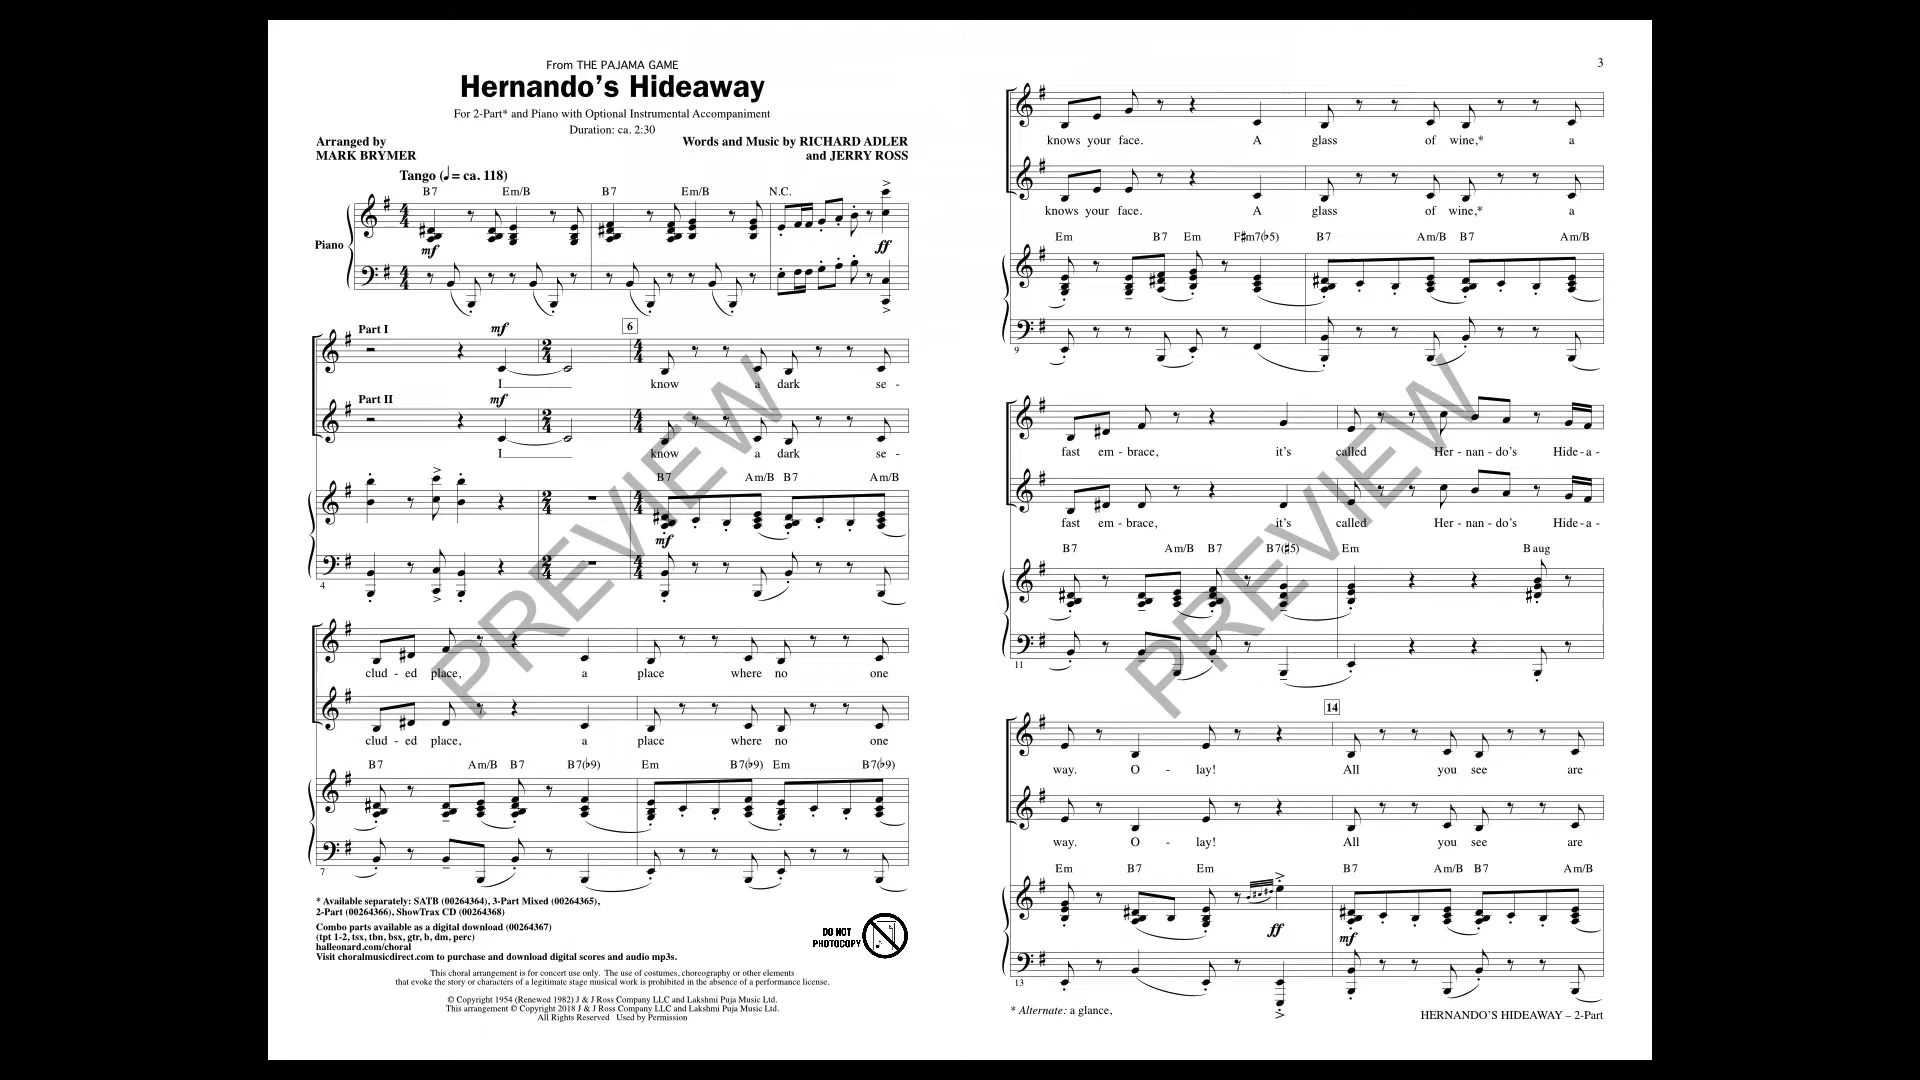 From THE PAJAMA GAME
Hernando's Hideaway
For 2-Part* and Piano with Optional Instrumental Accompaniment
Duration: ca. 2:30
Arranged by
MARK BRYMER
Words and Music by RICHARD ADLER
and JERRY ROSS
Tango (♩ = ca. 118)
B7 Em/B B7 Em/B N.C.
Piano
mf ff
Part I mf 6
I know a dark se -
Part II mf
I know a dark se -
B7 Am/B B7 Am/B
mf
4
clud - ed place, a place where no one
clud - ed place, a place where no one
B7 Am/B B7 B7(♭9) Em B7(♭9) Em B7(♭9)
7
* Available separately: SATB (00264364), 3-Part Mixed (00264365),
2-Part (00264366), ShowTrax CD (00264368)
Combo parts available as a digital download (00264367)
(tpt 1-2, tsx, tbn, bsx, gtr, b, dm, perc)
halleonard.com/choral
Visit choralmusicdirect.com to purchase and download digital scores and audio mp3s.
DO NOT
PHOTOCOPY
This choral arrangement is for concert use only. The use of costumes, choreography or other elements
that evoke the story or characters of a legitimate stage musical work is prohibited in the absence of a performance license.
© Copyright 1954 (Renewed 1982) J & J Ross Company LLC and Lakshmi Puja Music Ltd.
This arrangement © Copyright 2018 J & J Ross Company LLC and Lakshmi Puja Music Ltd.
All Rights Reserved Used by Permission
PREVIEW
3
knows your face. A glass of wine,* a
knows your face. A glass of wine,* a
Em B7 Em F♯m7(♭5) B7 Am/B B7 Am/B
9
fast em - brace, it's called Her - nan - do's Hide - a -
fast em - brace, it's called Her - nan - do's Hide - a -
B7 Am/B B7 B7(♯5) Em B aug
11
14
way. O - lay! All you see are
way. O - lay! All you see are
Em B7 Em B7 Am/B B7 Am/B
ff mf
13
* Alternate: a glance,
HERNANDO'S HIDEAWAY – 2-Part
PREVIEW